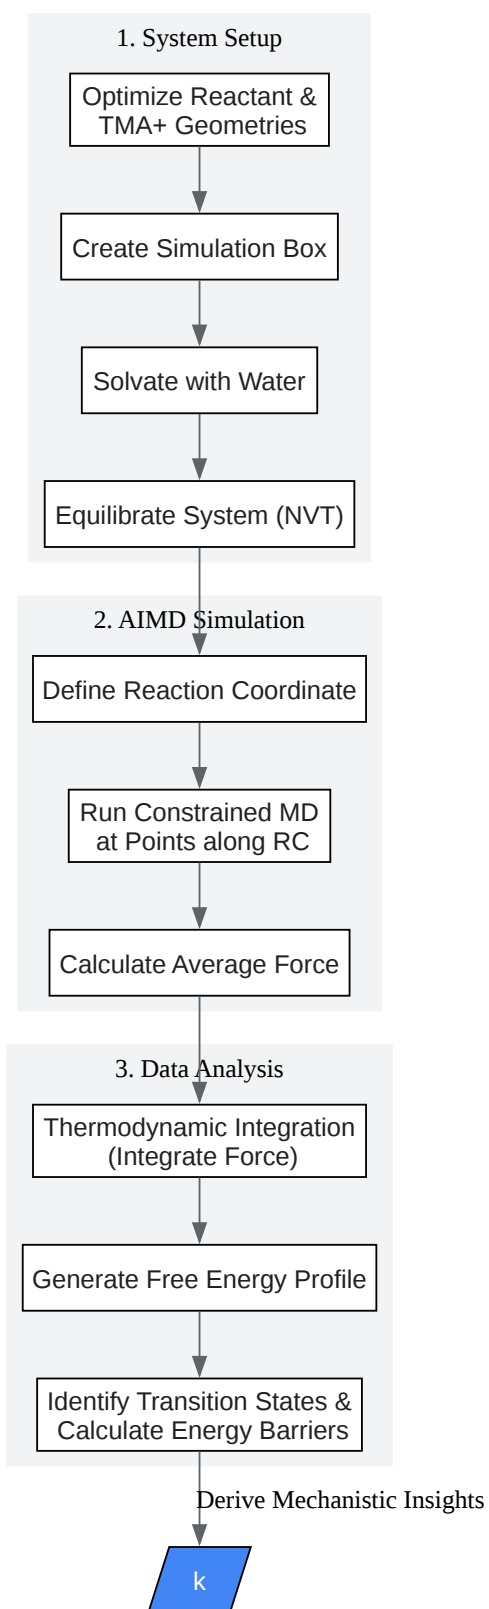 1. System Setup
Optimize Reactant &
TMA+ Geometries
Create Simulation Box
Solvate with Water
Equilibrate System (NVT)
2. AIMD Simulation
Define Reaction Coordinate
Run Constrained MD
at Points along RC
Calculate Average Force
3. Data Analysis
Thermodynamic Integration
(Integrate Force)
Generate Free Energy Profile
Identify Transition States &
Calculate Energy Barriers
Derive Mechanistic Insights
k